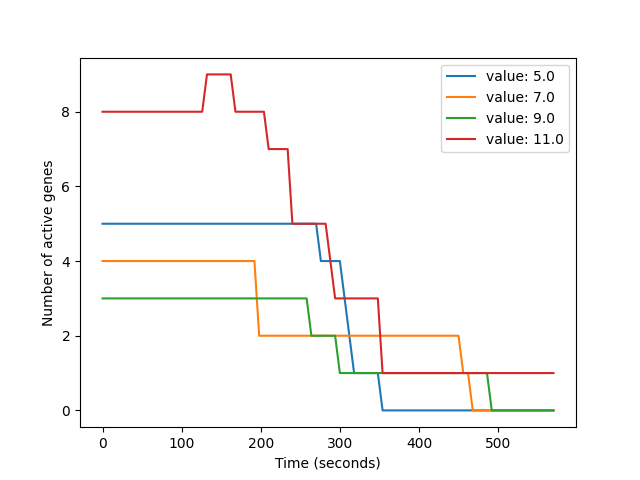 value: 5.0
value: 7.0
value: 9.0
value: 11.0
Number of active genes
8
6
4
2
0
0 100 200 300 400 500
Time (seconds)